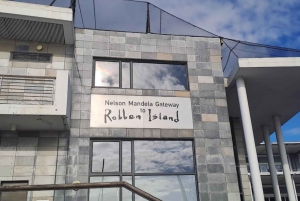 Nelson Mandela Gateway
to
Robben Island